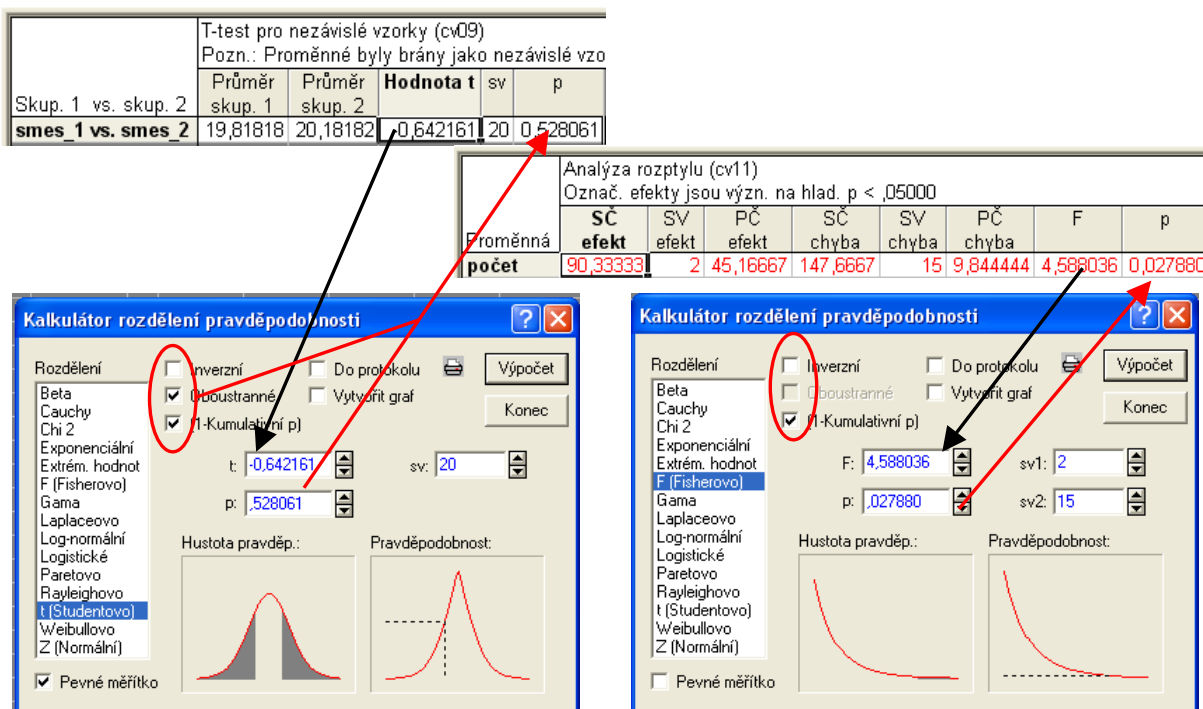 T-test pro nezávislé vzorky (cv09)
Pozn.: Proměnné byly brány jako nezávislé vzo
Skup. 1 vs. skup. 2
Průměr skup. 1
Průměr skup. 2
Hodnota t
sv
p
smes_1 vs. smes_2 19,81818 20,18182 -0,642161 20 0,528061
Analýza rozptylu (cv11)
Označ. efekty jsou význ. na hlad. p < ,05000
Proměnná
SČ efekt
SV efekt
PČ efekt
SČ chyba
SV chyba
PČ chyba
F
p
počet 90,33333 2 45,16667 147,6667 15 9,844444 4,588036 0,027880
Kalkulátor rozdělení pravděpodobnosti
Rozdělení
Beta
Cauchy
Chi 2
Exponenciální
Extrém. hodnot
F (Fisherovo)
Gama
Laplaceovo
Log-normální
Logistické
Paretovo
Rayleighovo
t (Studentovo)
Weibullovo
Z (Normální)
Pevné měřítko
Inverzní
Oboustranné
(1-Kumulativní p)
Do protokolu
Vytvořit graf
Výpočet
Konec
t: -0,642161
sv: 20
p: ,528061
Hustota pravděp.:
Pravděpodobnost:
Kalkulátor rozdělení pravděpodobnosti
Rozdělení
Beta
Cauchy
Chi 2
Exponenciální
Extrém. hodnot
F (Fisherovo)
Gama
Laplaceovo
Log-normální
Logistické
Paretovo
Rayleighovo
t (Studentovo)
Weibullovo
Z (Normální)
Pevné měřítko
Inverzní
Oboustranné
(1-Kumulativní p)
Do protokolu
Vytvořit graf
Výpočet
Konec
F: 4,588036
sv1: 2
p: ,027880
sv2: 15
Hustota pravděp.:
Pravděpodobnost: